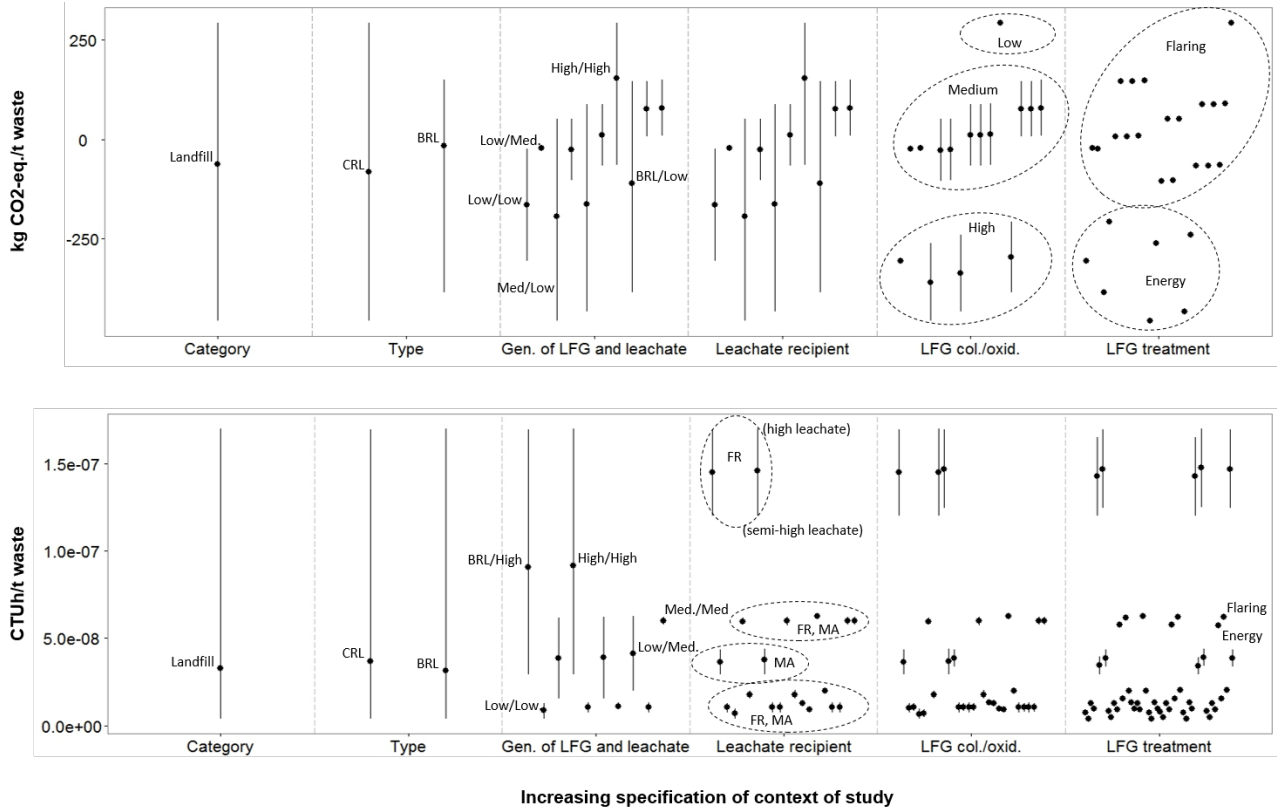 kg CO2-eq./t waste
250
0
-250
Landfill
CRL
BRL
High/High
Low/Med.
Low/Low
Med/Low
BRL/Low
Low
Medium
High
Flaring
Energy
Category
Type
Gen. of LFG and leachate
Leachate recipient
LFG col./oxid.
LFG treatment
CTUh/t waste
1.5e-07
1.0e-07
5.0e-08
0.0e+00
Landfill
CRL
BRL
BRL/High
High/High
Med./Med
Low/Med.
Low/Low
(high leachate)
FR
(semi-high leachate)
FR, MA
MA
FR, MA
Flaring
Energy
Category
Type
Gen. of LFG and leachate
Leachate recipient
LFG col./oxid.
LFG treatment
Increasing specification of context of study